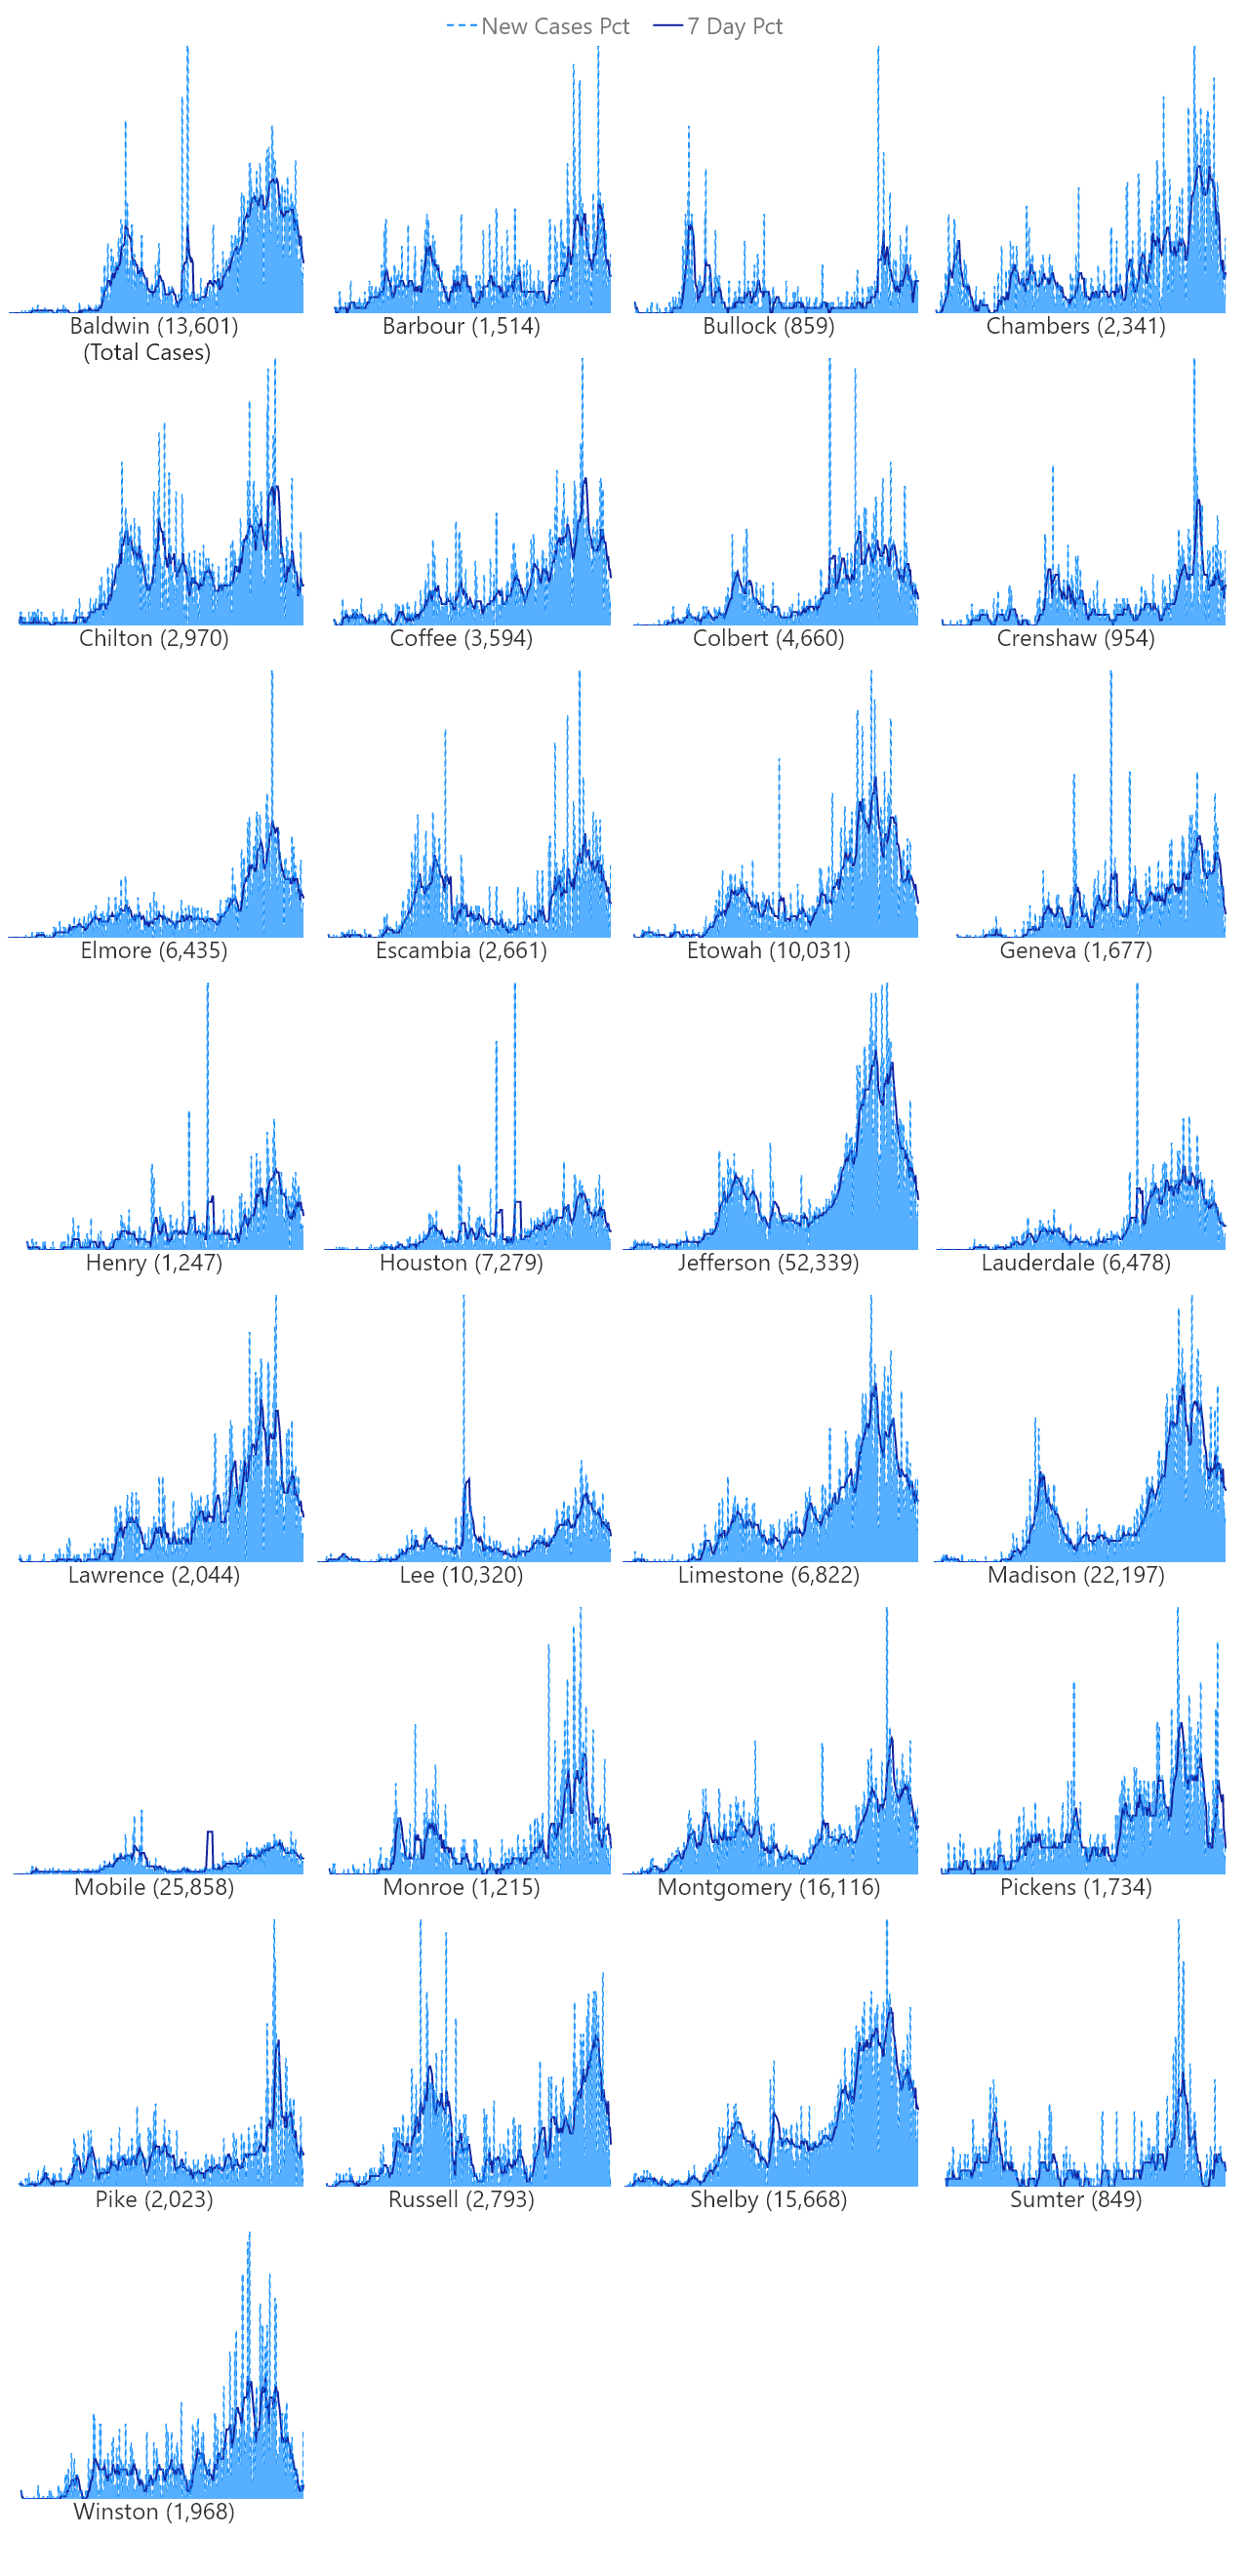 New Cases Pct 7 Day Pct
Baldwin (13,601) Barbour (1,514) Bullock (859) Chambers (2,341)
(Total Cases)
Chilton (2,970) Coffee (3,594) Colbert (4,660) Crenshaw (954)
Elmore (6,435) Escambia (2,661) Etowah (10,031) Geneva (1,677)
Henry (1,247) Houston (7,279) Jefferson (52,339) Lauderdale (6,478)
Lawrence (2,044) Lee (10,320) Limestone (6,822) Madison (22,197)
Mobile (25,858) Monroe (1,215) Montgomery (16,116) Pickens (1,734)
Pike (2,023) Russell (2,793) Shelby (15,668) Sumter (849)
Winston (1,968)